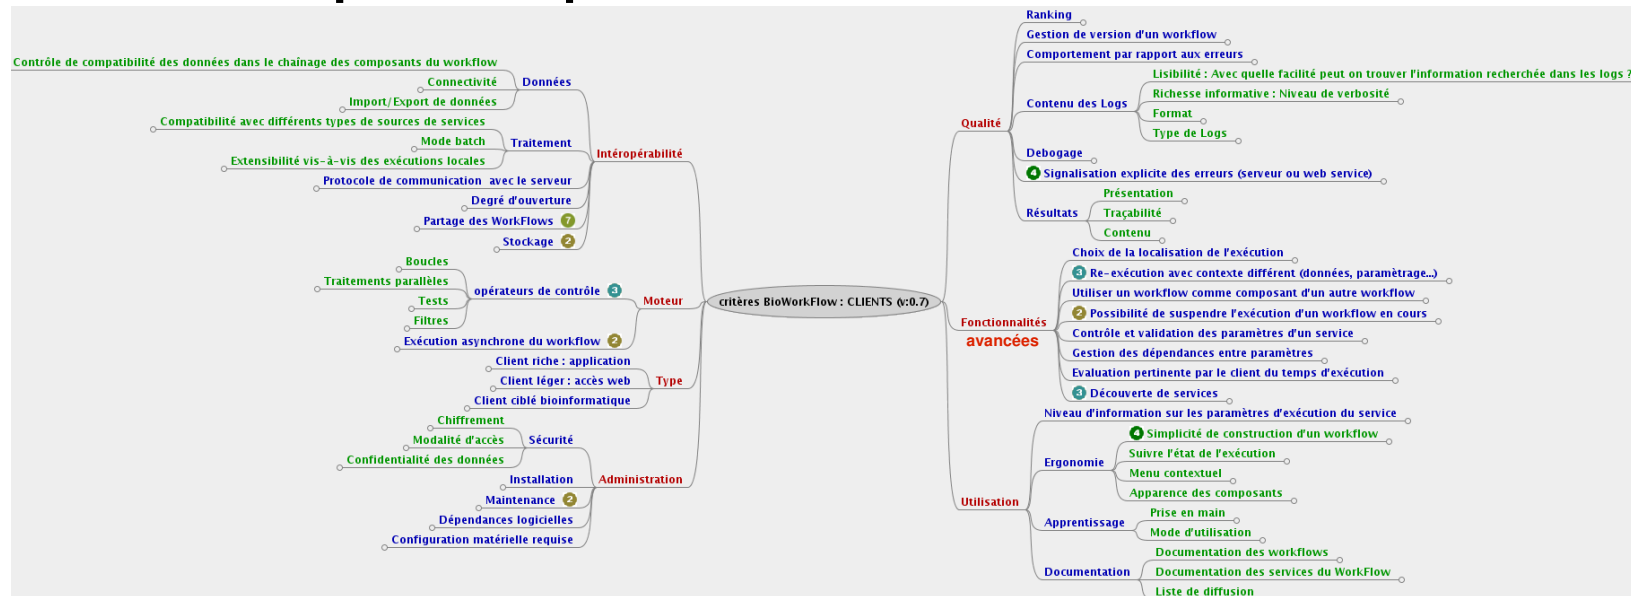 Contrôle de compatibilité des données dans le chaînage des composants du workflow
Connectivité
Import/Export de données
Données
Compatibilité avec différents types de sources de services
Mode batch
Extensibilité vis-à-vis des exécutions locales
Traitement
Protocole de communication  avec le serveur
Degré d'ouverture
Partage des WorkFlows 7
Stockage 2
Intéropérabilité
Boucles
Traitements parallèles
Tests
Filtres
opérateurs de contrôle 3
Exécution asynchrone du workflow 2
Moteur
Client riche : application
Client léger : accès web
Client ciblé bioinformatique
Type
Chiffrement
Modalité d'accès
Confidentialité des données
Sécurité
Installation
Maintenance 2
Dépendances logicielles
Configuration matérielle requise
Administration
critères BioWorkFlow : CLIENTS (v:0.7)
Qualité
Ranking
Gestion de version d'un workflow
Comportement par rapport aux erreurs
Contenu des Logs
Lisibilité : Avec quelle facilité peut on trouver l'information recherchée dans les logs ?
Richesse informative : Niveau de verbosité
Format
Type de Logs
Debogage
4 Signalisation explicite des erreurs (serveur ou web service)
Résultats
Présentation
Traçabilité
Contenu
Fonctionnalités
avancées
Choix de la localisation de l'exécution
3 Re-exécution avec contexte différent (données, paramètrage...)
Utiliser un workflow comme composant d'un autre workflow
2 Possibilité de suspendre l'exécution d'un workflow en cours
Contrôle et validation des paramètres d'un service
Gestion des dépendances entre paramètres
Evaluation pertinente par le client du temps d'exécution
3 Découverte de services
Utilisation
Niveau d'information sur les paramètres d'exécution du service
Ergonomie
4 Simplicité de construction d'un workflow
Suivre l'état de l'exécution
Menu contextuel
Apparence des composants
Apprentissage
Prise en main
Mode d'utilisation
Documentation
Documentation des workflows
Documentation des services du WorkFlow
Liste de diffusion